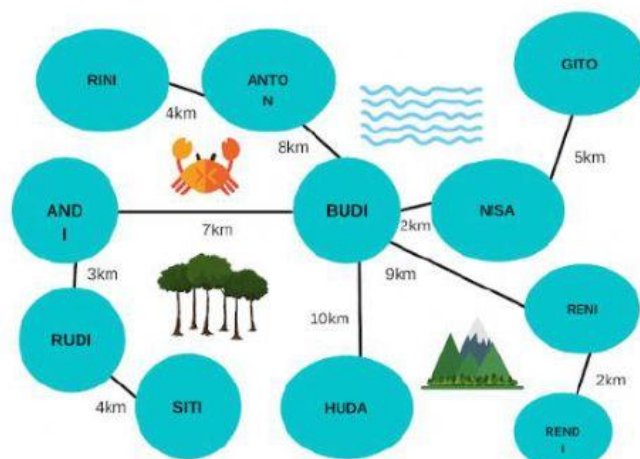 RINI
ANTO
N
GITO
4km
8km
5km
AND
I
BUDI
NISA
7km
2km
3km
9km
RUDI
10km
RENI
4km
SITI
HUDA
2km
REND
I